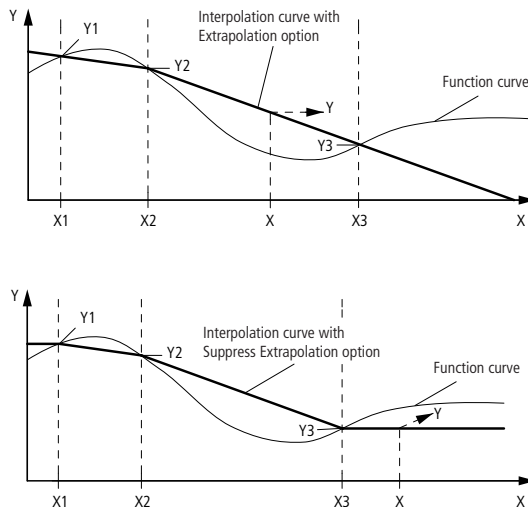 Y
Y1
Interpolation curve with
Extrapolation option
Y2
Y
Function curve
Y3
X1
X2
X
X3
X
Y
Y1
Interpolation curve with
Suppress Extrapolation option
Y2
Function curve
Y
Y3
X1
X2
X3
X
X